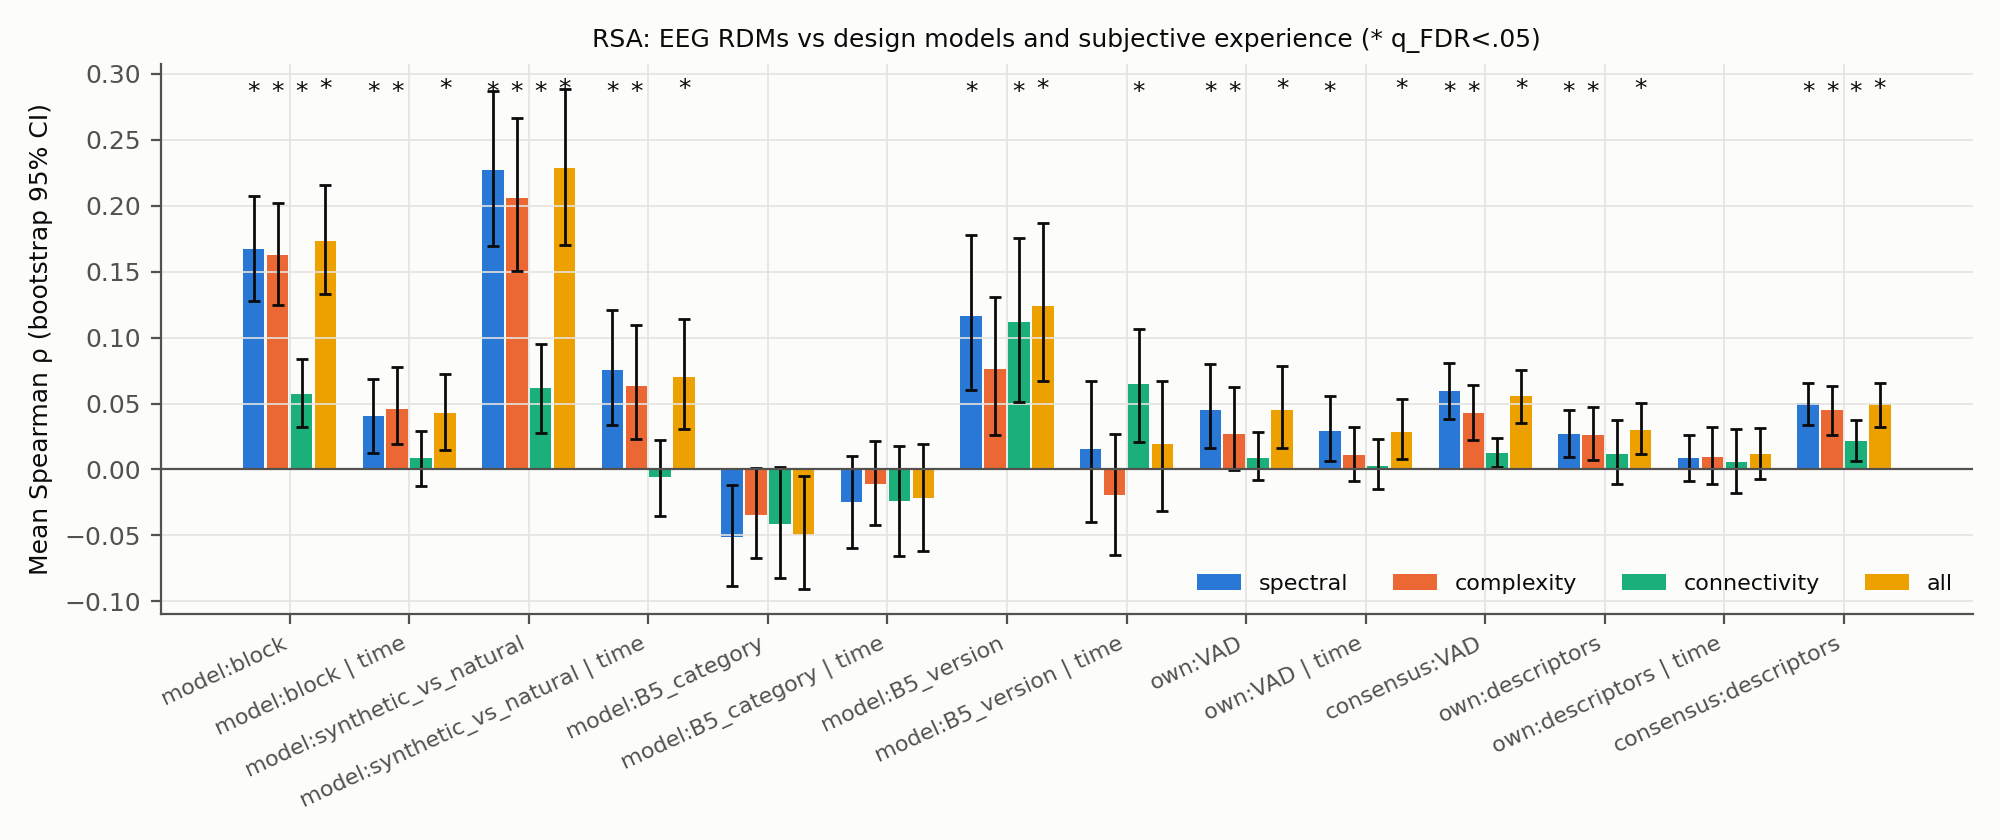 RSA: EEG RDMs vs design models and subjective experience (* q_FDR<.05)
Mean Spearman ρ (bootstrap 95% CI)
0.30
0.25
0.20
0.15
0.10
0.05
0.00
−0.05
−0.10
* * * * * * * * * * * * * * * * * * * * * * * * * * * * * * * * * * *
spectral complexity connectivity all
model:block
model:block | time
model:synthetic_vs_natural
model:synthetic_vs_natural | time
model:B5_category
model:B5_category | time
model:B5_version
model:B5_version | time
own:VAD
own:VAD | time
consensus:VAD
own:descriptors
own:descriptors | time
consensus:descriptors